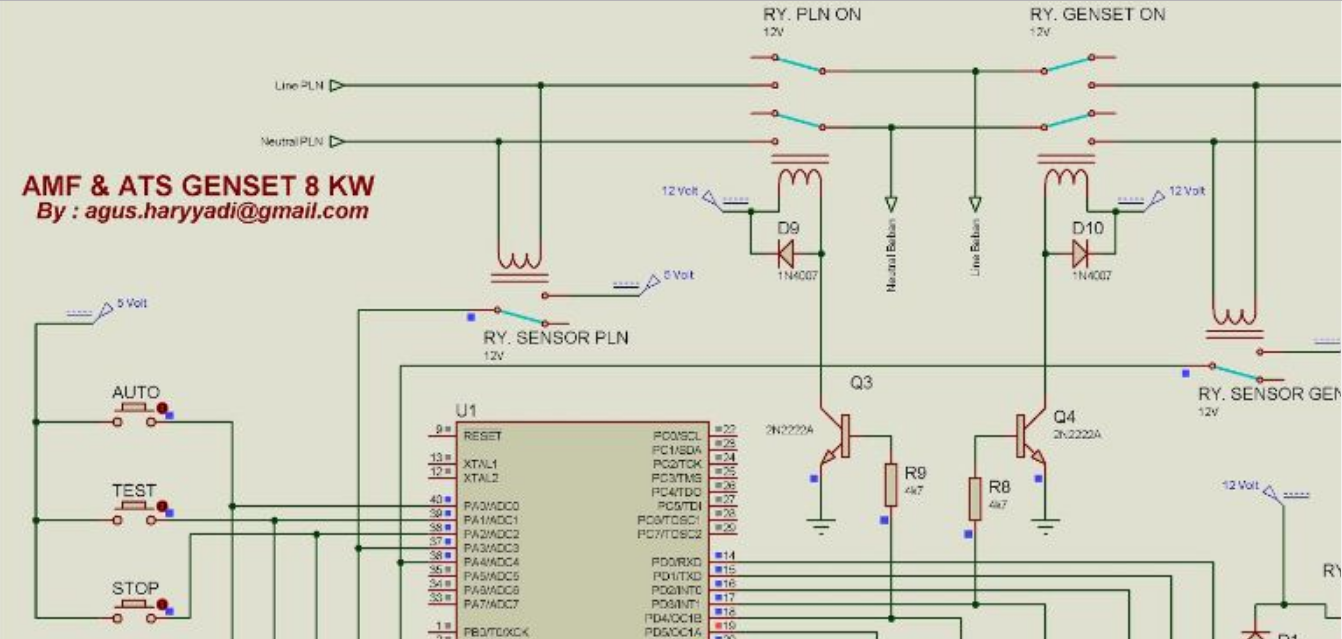 RY. PLN ON
12V
RY. GENSET ON
12V
Line PLN
Neutral PLN
AMF & ATS GENSET 8 KW
By : agus.haryyadi@gmail.com
12 Volt
12 Volt
D9
1N4007
D10
1N4007
Neutral Beban
Line Beban
5 Volt
5 Volt
RY. SENSOR PLN
12V
RY. SENSOR GEN
12V
AUTO
TEST
STOP
Q3
2N2222A
Q4
2N2222A
R9
4k7
R8
4k7
12 Volt
RY
D1
U1
9 RESET
13 XTAL1
12 XTAL2
40 PA0/ADC0
39 PA1/ADC1
38 PA2/ADC2
37 PA3/ADC3
36 PA4/ADC4
35 PA5/ADC5
34 PA6/ADC6
33 PA7/ADC7
1 PB0/T0/XCK
PC0/SCL 22
PC1/SDA 23
PC2/TCK 24
PC3/TMS 25
PC4/TDO 26
PC5/TDI 27
PC6/TOSC1 28
PC7/TOSC2 29
PD0/RXD 14
PD1/TXD 15
PD2/INT0 16
PD3/INT1 17
PD4/OC1B 18
PD5/OC1A 19